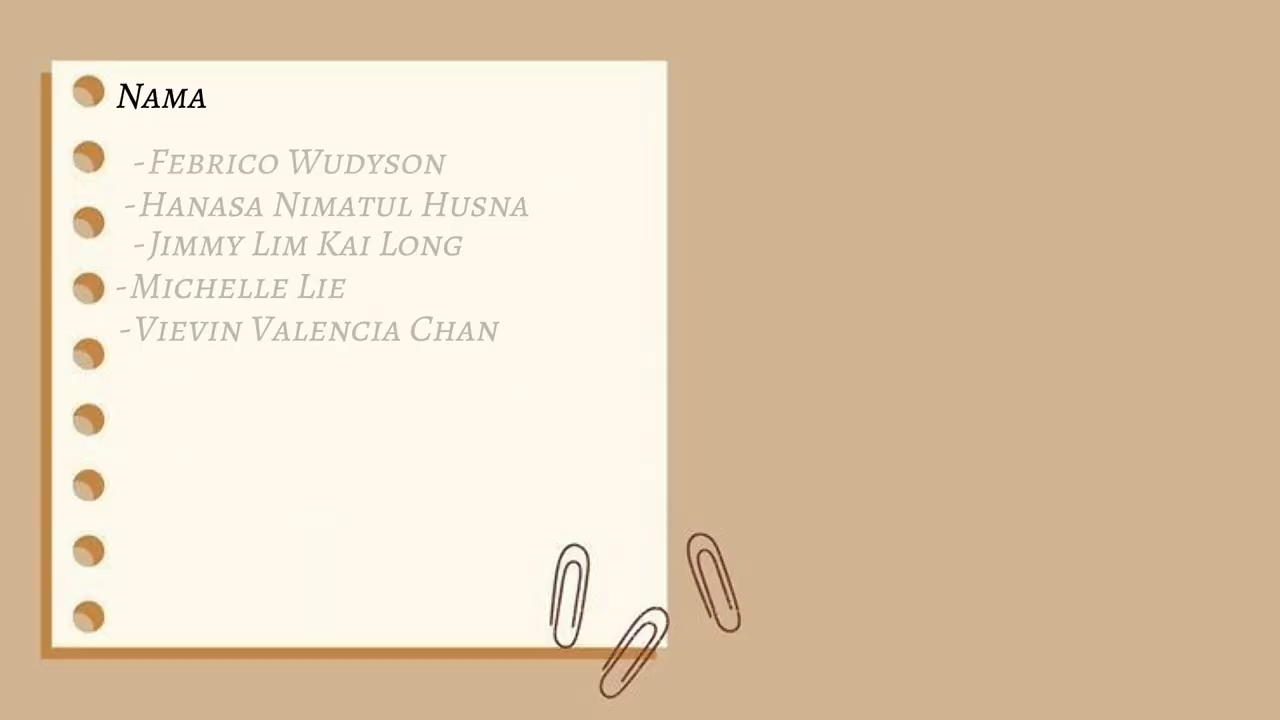 Nama
-Febrico Wudyson
-Hanasa Nimatul Husna
-Jimmy Lim Kai Long
-Michelle Lie
-Vievin Valencia Chan